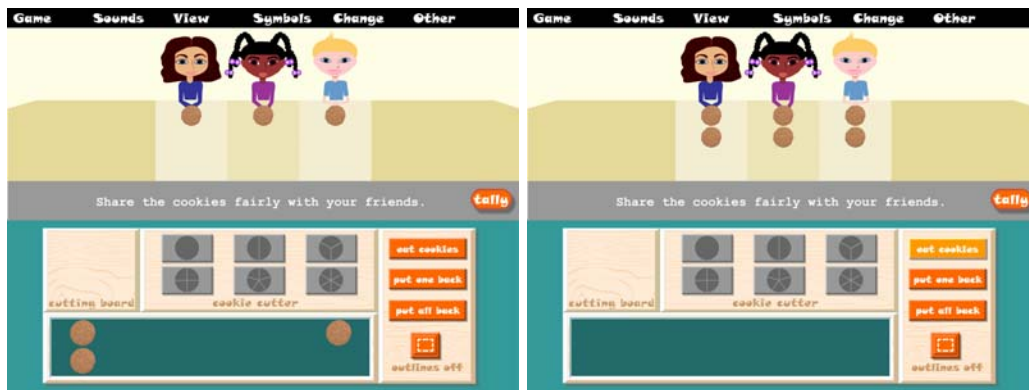 Game Sounds View Symbols Change Other
Share the cookies fairly with your friends.
tally
eat cookies
put one back
cutting board cookie cutter
put all back
outlines off
Game Sounds View Symbols Change Other
Share the cookies fairly with your friends.
tally
eat cookies
put one back
cutting board cookie cutter
put all back
outlines off